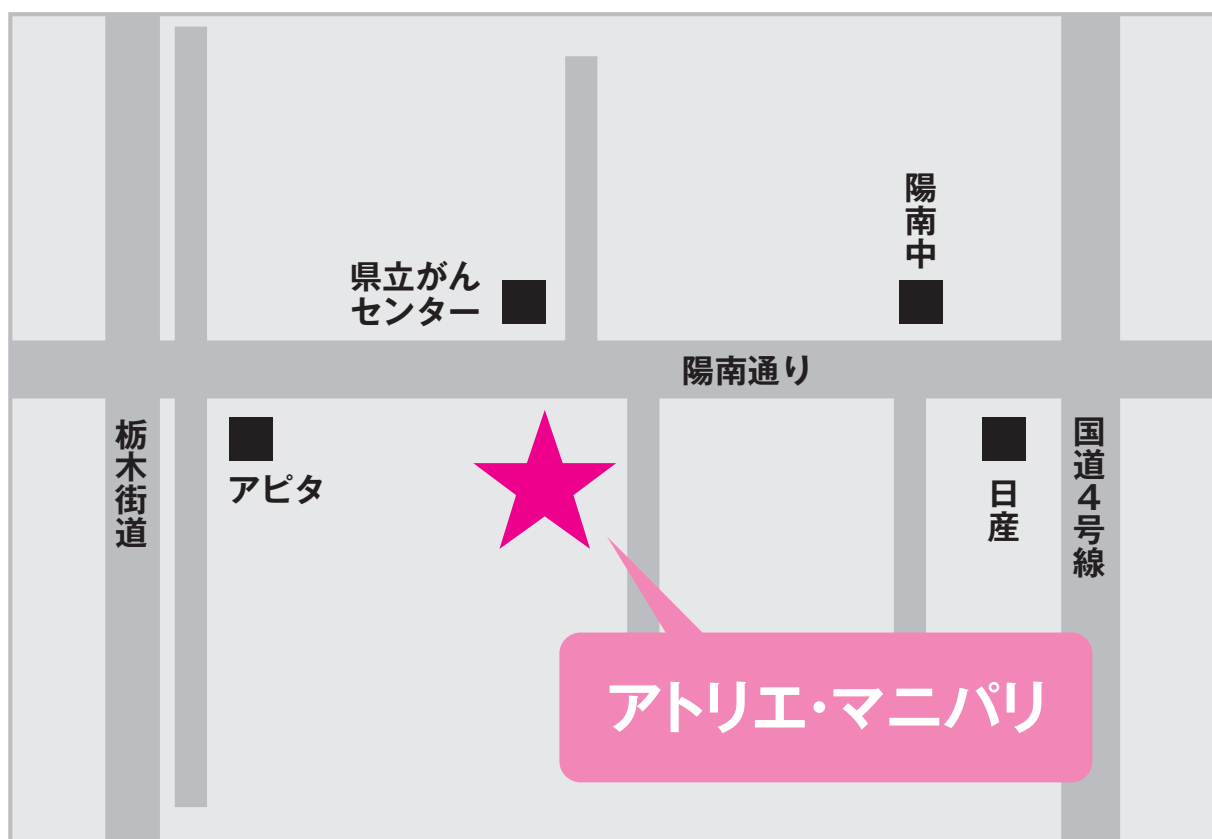 陽南中
県立がん
センター
陽南通り
栃木街道
アピタ
日産
国道4号線
アトリエ・マニパリ